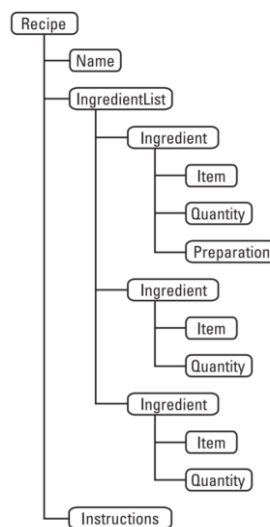 Recipe
Name
IngredientList
Ingredient
Item
Quantity
Preparation
Ingredient
Item
Quantity
Ingredient
Item
Quantity
Instructions